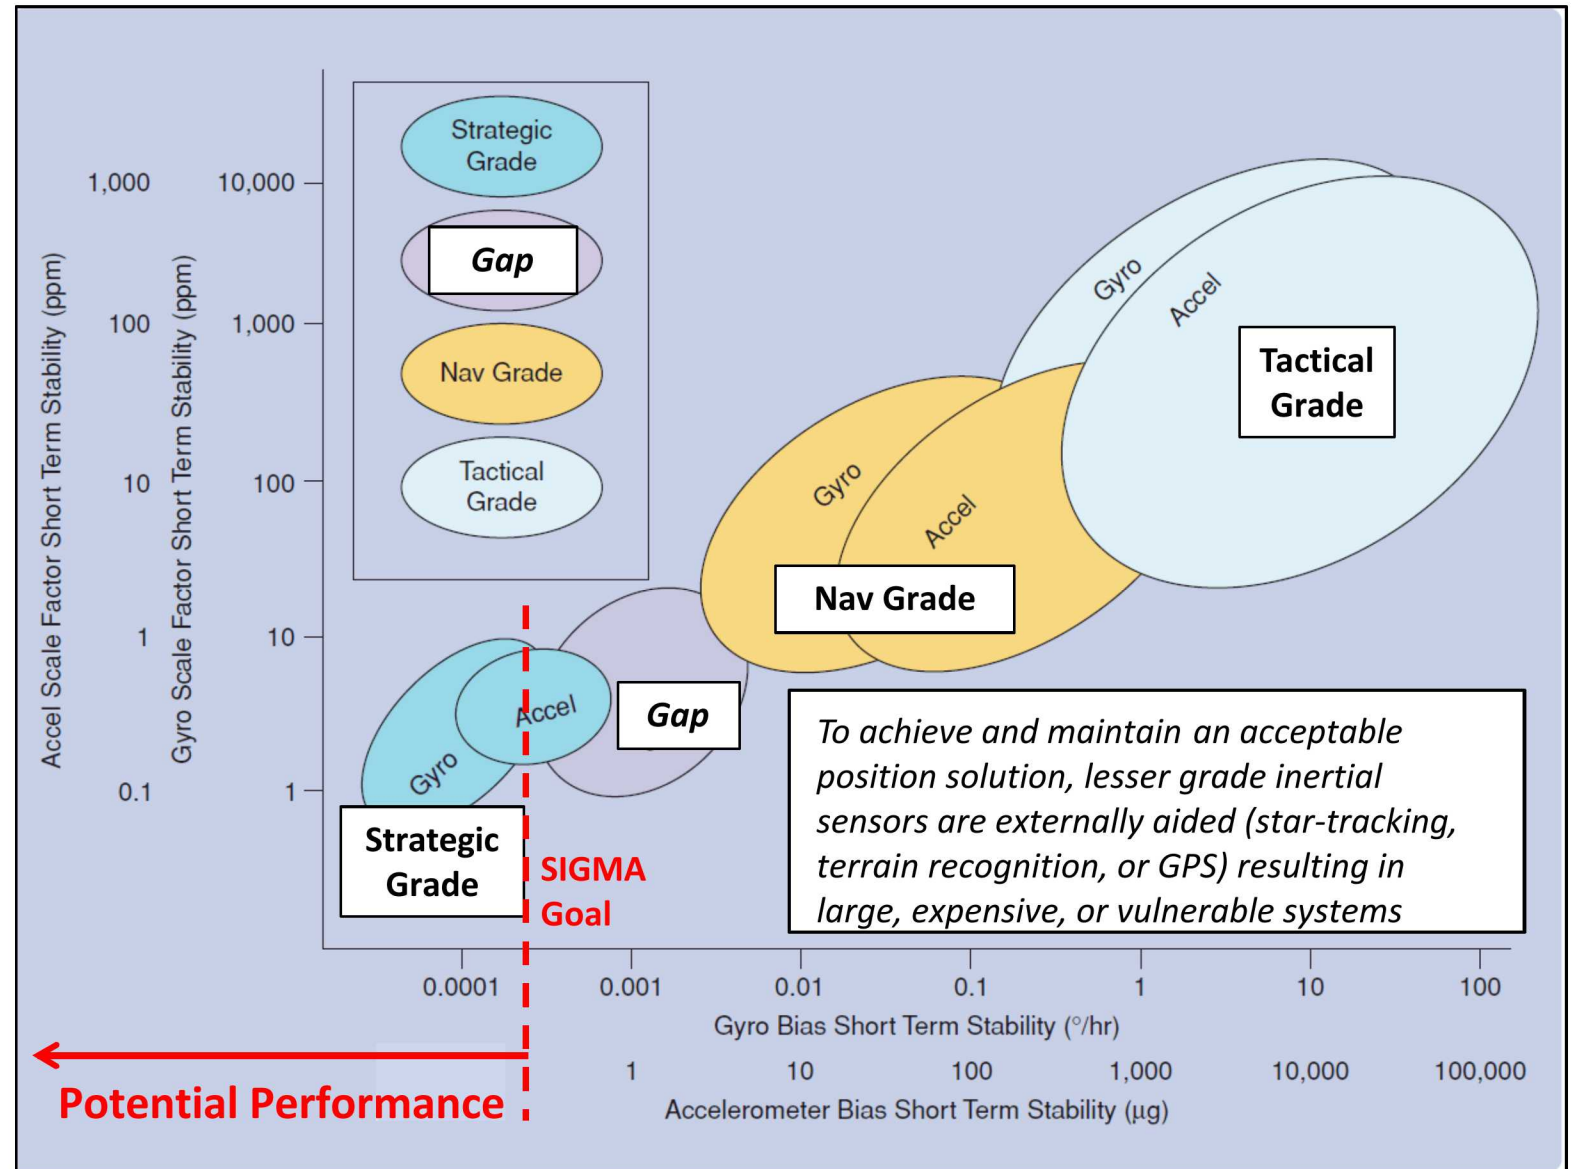 Strategic
Grade
Gap
Nav Grade
Tactical
Grade
Accel Scale Factor Short Term Stability (ppm)
1,000
100
10
1
0.1
Gyro Scale Factor Short Term Stability (ppm)
10,000
1,000
100
10
1
Gyro
Accel
Tactical
Grade
Gyro
Accel
Nav Grade
Gap
Accel
Gyro
Strategic
Grade
SIGMA
Goal
To achieve and maintain an acceptable
position solution, lesser grade inertial
sensors are externally aided (star-tracking,
terrain recognition, or GPS) resulting in
large, expensive, or vulnerable systems
0.0001 0.001 0.01 0.1 1 10 100
Gyro Bias Short Term Stability (°/hr)
1 10 100 1,000 10,000 100,000
Accelerometer Bias Short Term Stability (µg)
Potential Performance